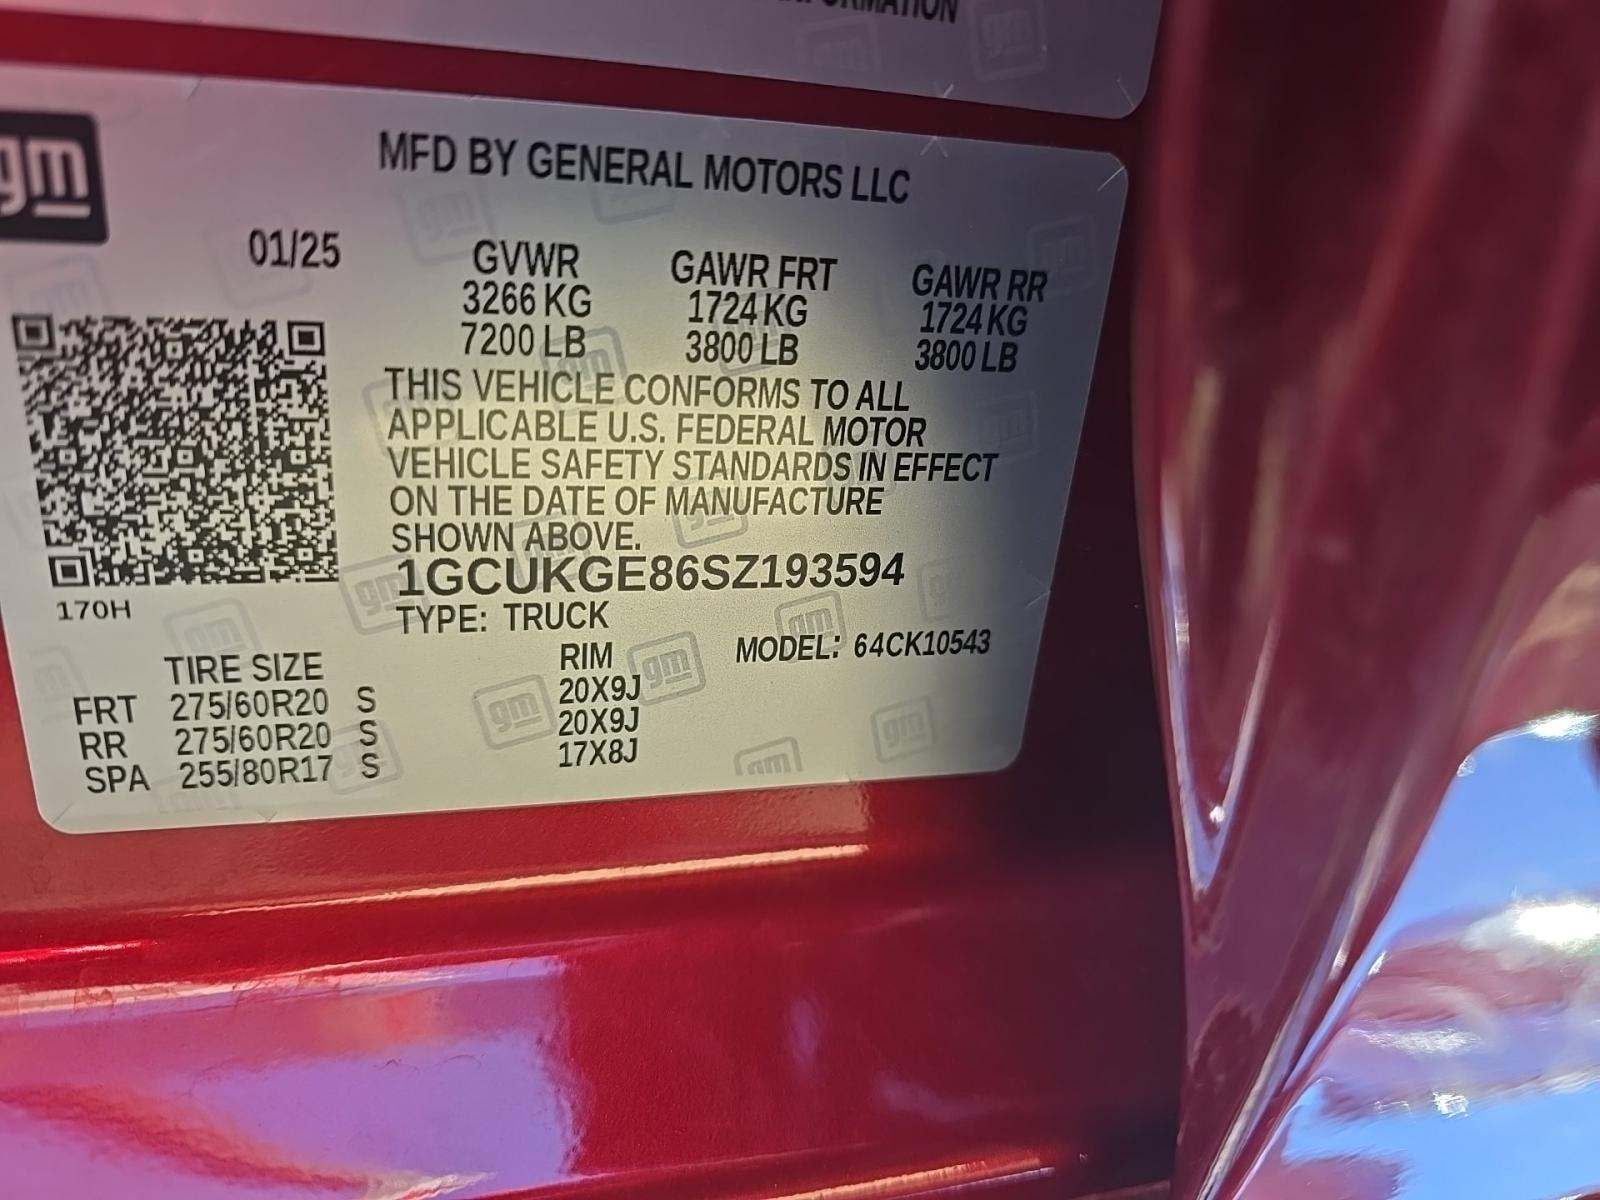 gm
MFD BY GENERAL MOTORS LLC
01/25
GVWR GAWR FRT GAWR RR
3266 KG 1724 KG 1724 KG
7200 LB 3800 LB 3800 LB
THIS VEHICLE CONFORMS TO ALL
APPLICABLE U.S. FEDERAL MOTOR
VEHICLE SAFETY STANDARDS IN EFFECT
ON THE DATE OF MANUFACTURE
SHOWN ABOVE.
1GCUKGE86SZ193594
170H
TYPE: TRUCK
MODEL: 64CK10543
TIRE SIZE RIM
FRT 275/60R20 S 20X9J
RR 275/60R20 S 20X9J
SPA 255/80R17 S 17X8J